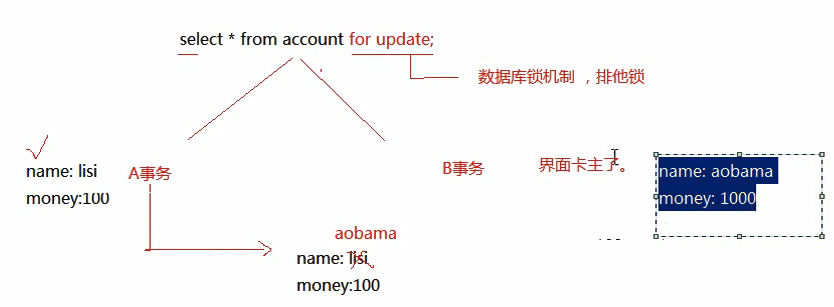 select * from account for update;
数据库锁机制 ，排他锁
name: lisi
money:100
A事务
B事务
界面卡主了。
name: aobama
money: 1000
aobama
name: lisi
money:100